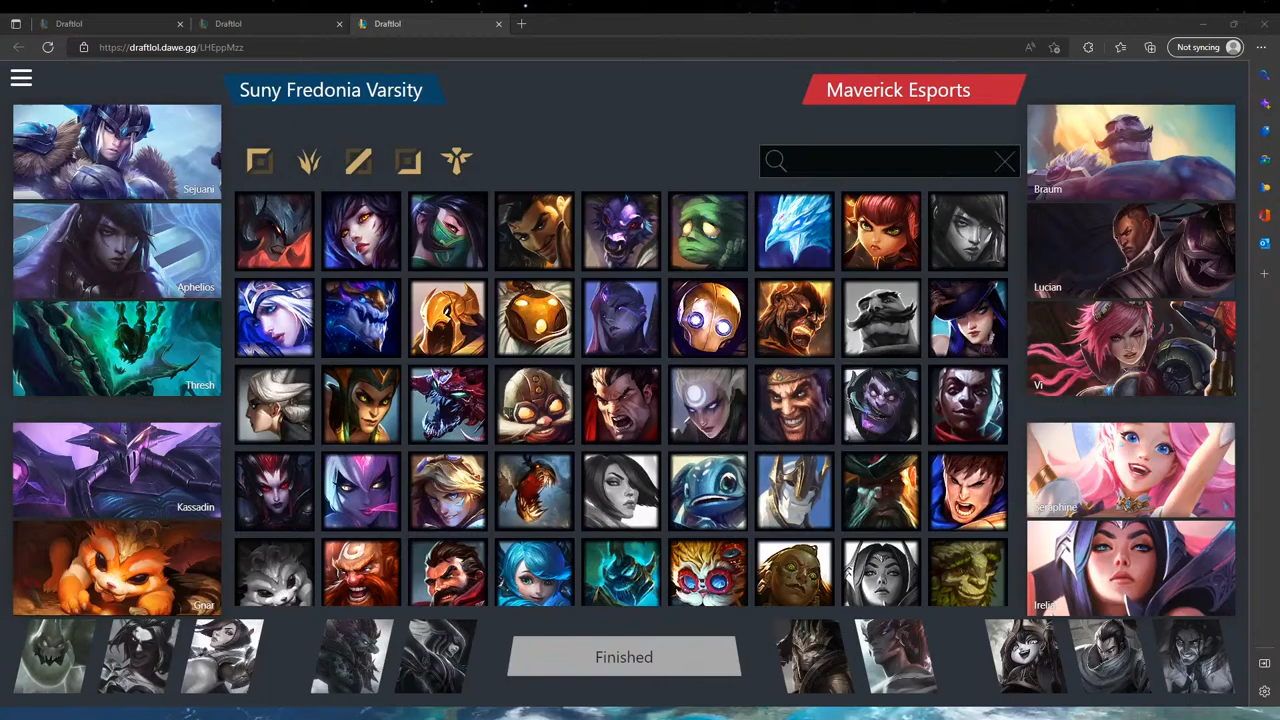 Draftlol
Draftlol
Draftlol
https://draftlol.dawe.gg/LHEppMzz
Not syncing
Suny Fredonia Varsity
Maverick Esports
Sejuani
Aphelios
Thresh
Kassadin
Gnar
Braum
Lucian
Vi
Seraphine
Irelia
Finished